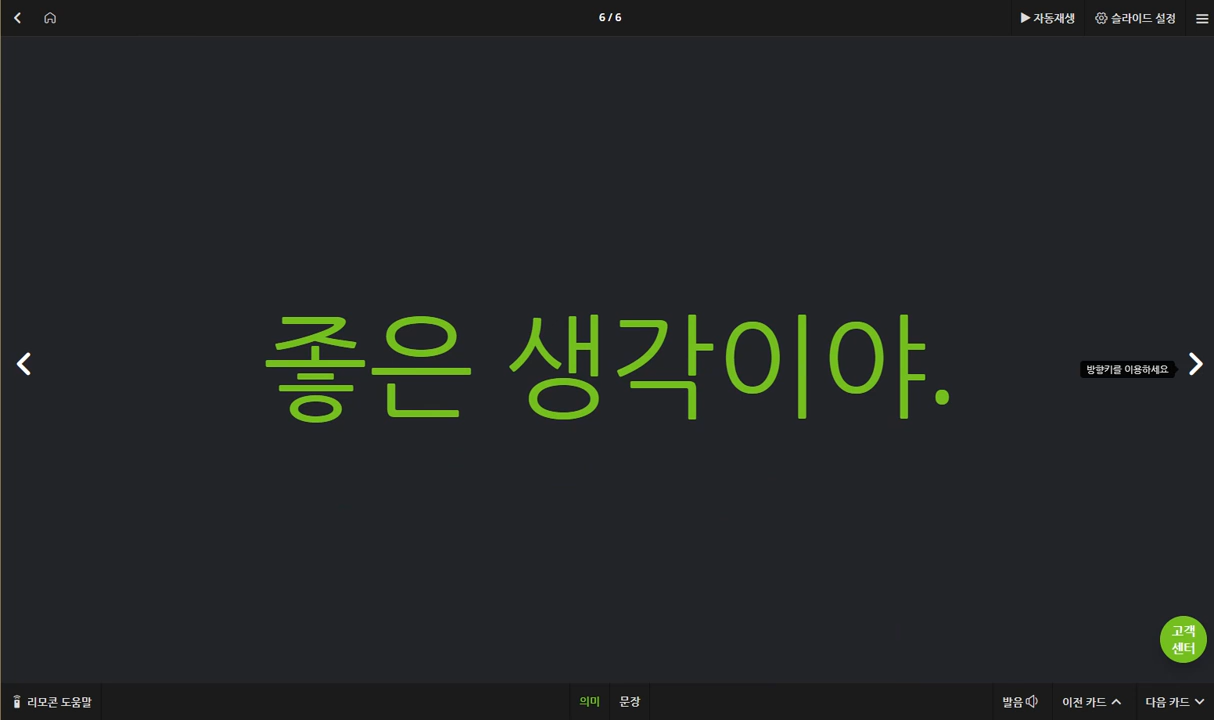 6 / 6
자동재생
슬라이드 설정
좋은 생각이야.
방향키를 이용하세요
고객
센터
리모콘 도움말
의미
문장
발음
이전 카드
다음 카드